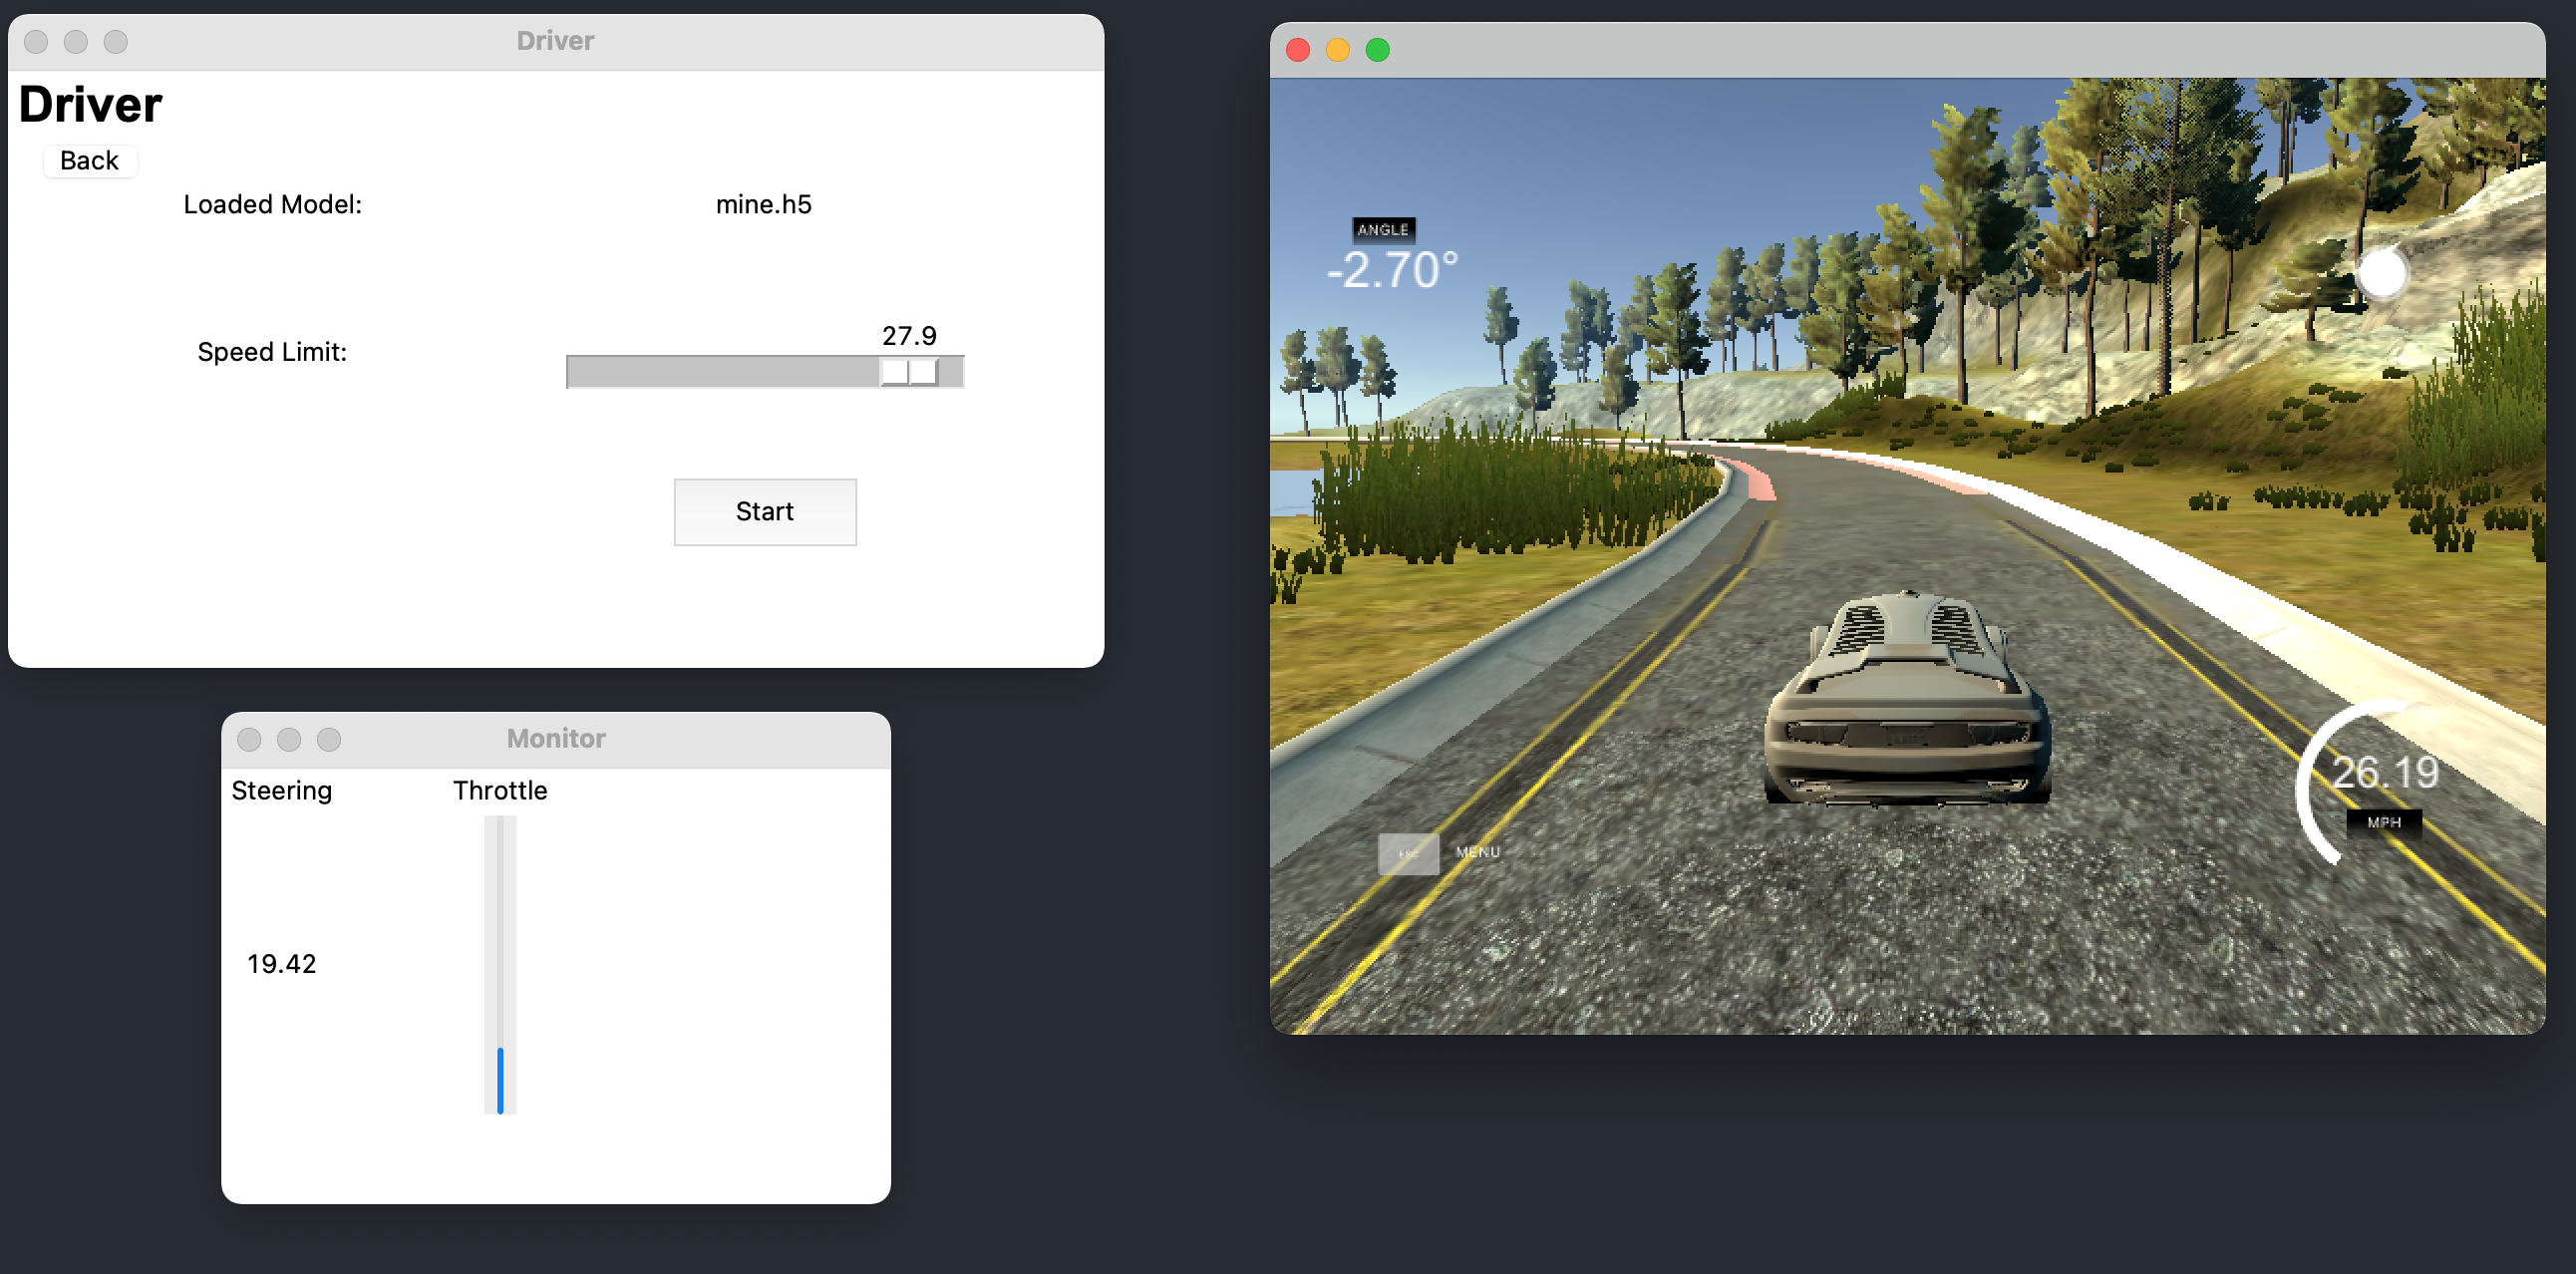 Driver
Driver
Back
Loaded Model:
mine.h5
Speed Limit:
27.9
Start
Monitor
Steering
Throttle
19.42
ANGLE
-2.70°
26.19
MPH
ESC
MENU